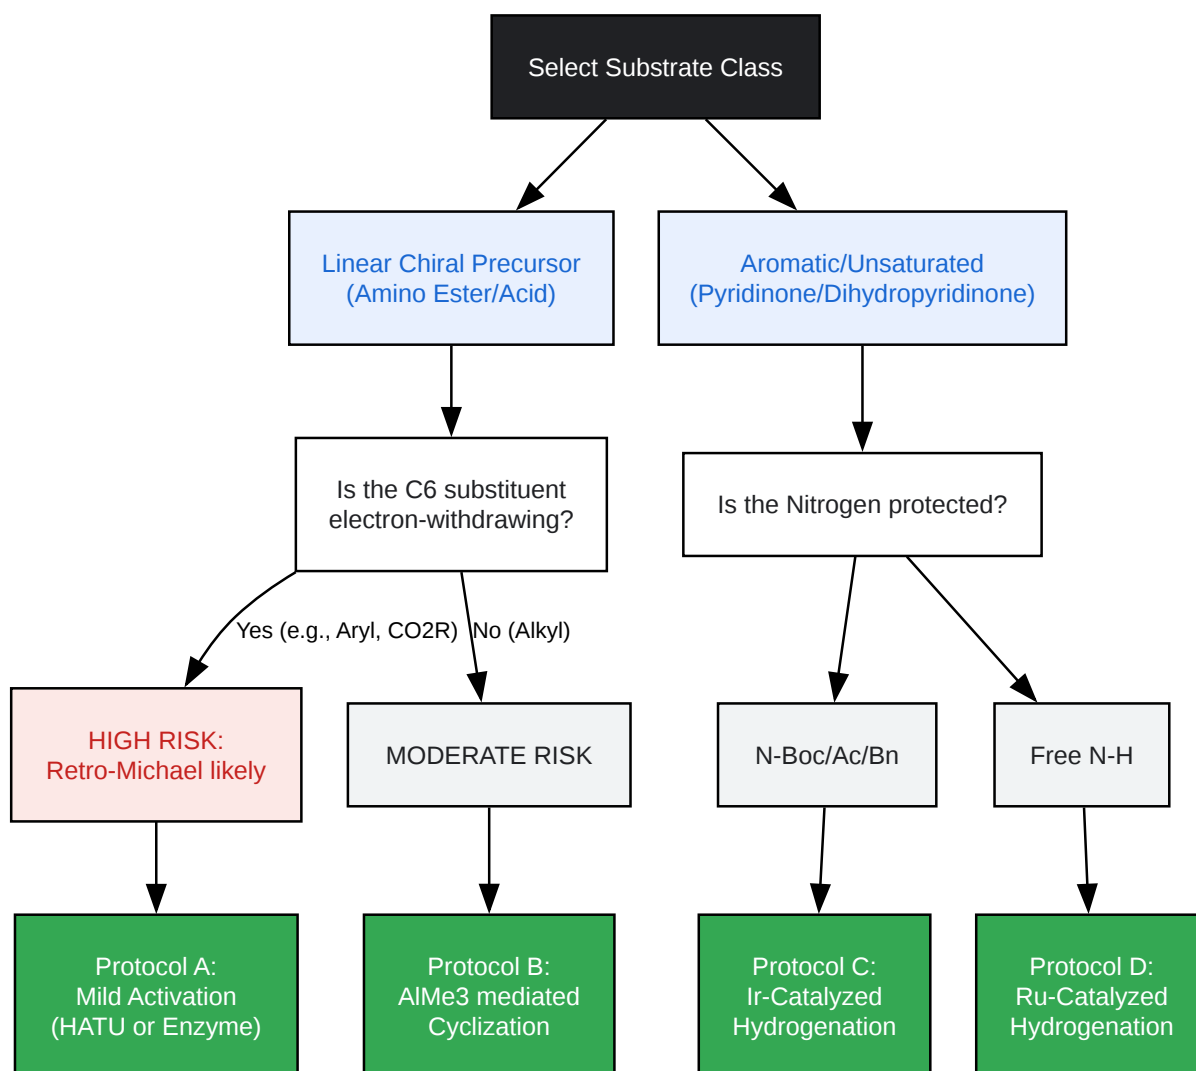 Select Substrate Class
Linear Chiral Precursor
(Amino Ester/Acid)
Aromatic/Unsaturated
(Pyridinone/Dihydropyridinone)
Is the C6 substituent
electron-withdrawing?
Is the Nitrogen protected?
Yes (e.g., Aryl, CO2R)
No (Alkyl)
HIGH RISK:
Retro-Michael likely
MODERATE RISK
N-Boc/Ac/Bn
Free N-H
Protocol A:
Mild Activation
(HATU or Enzyme)
Protocol B:
AlMe3 mediated
Cyclization
Protocol C:
Ir-Catalyzed
Hydrogenation
Protocol D:
Ru-Catalyzed
Hydrogenation